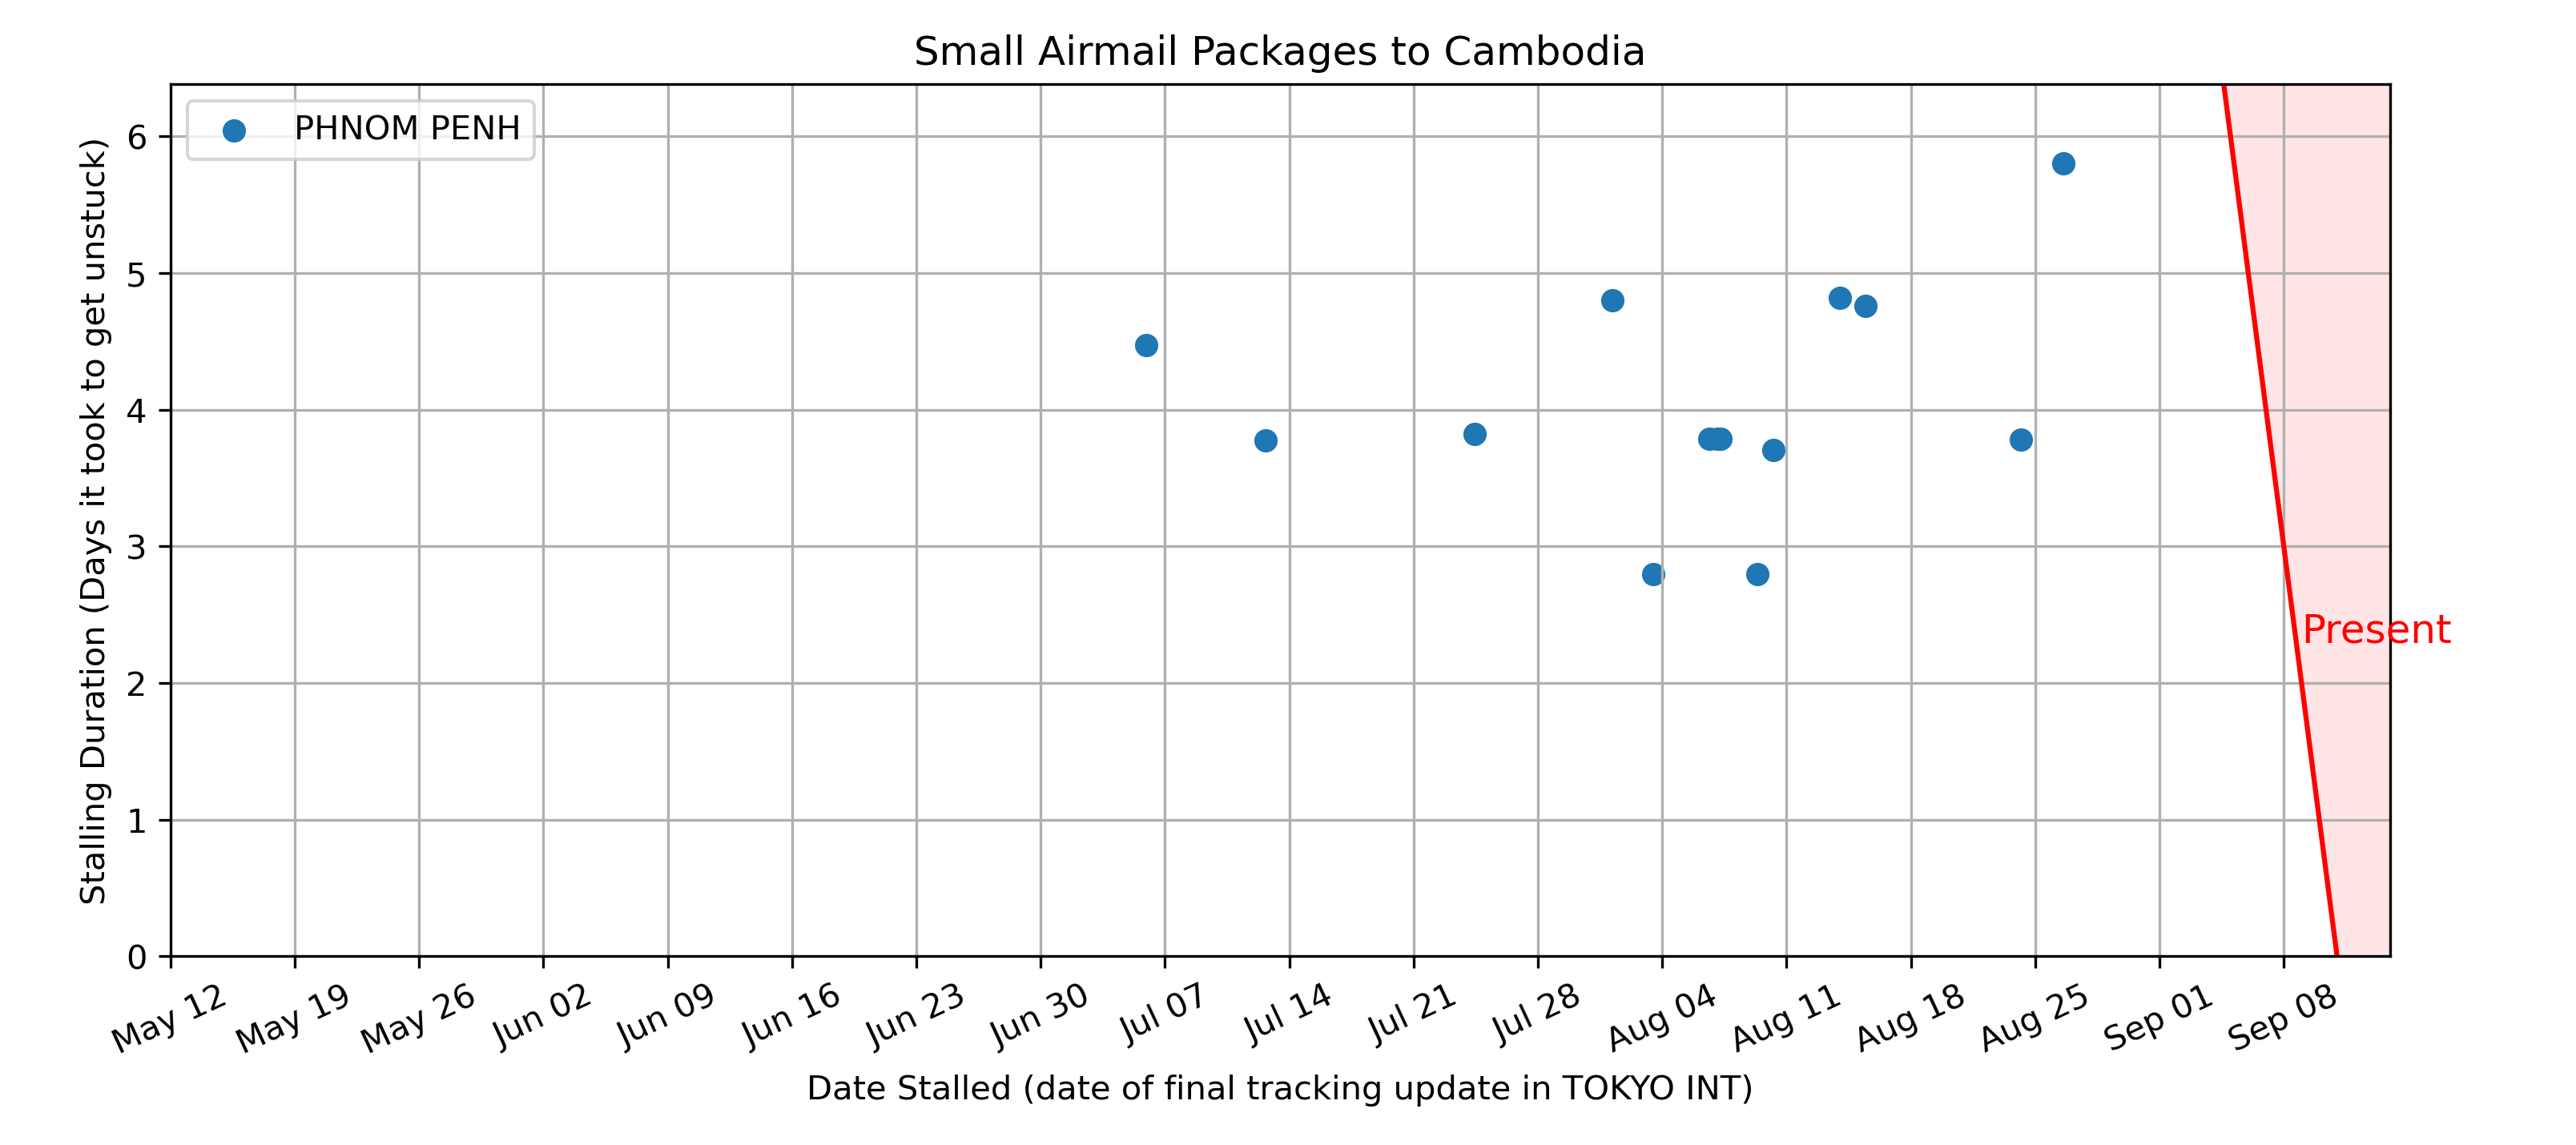 Small Airmail Packages to Cambodia
PHNOM PENH
Stalling Duration (Days it took to get unstuck)
6
5
4
3
2
1
0
Present
May 12
May 19
May 26
Jun 02
Jun 09
Jun 16
Jun 23
Jun 30
Jul 07
Jul 14
Jul 21
Jul 28
Aug 04
Aug 11
Aug 18
Aug 25
Sep 01
Sep 08
Date Stalled (date of final tracking update in TOKYO INT)